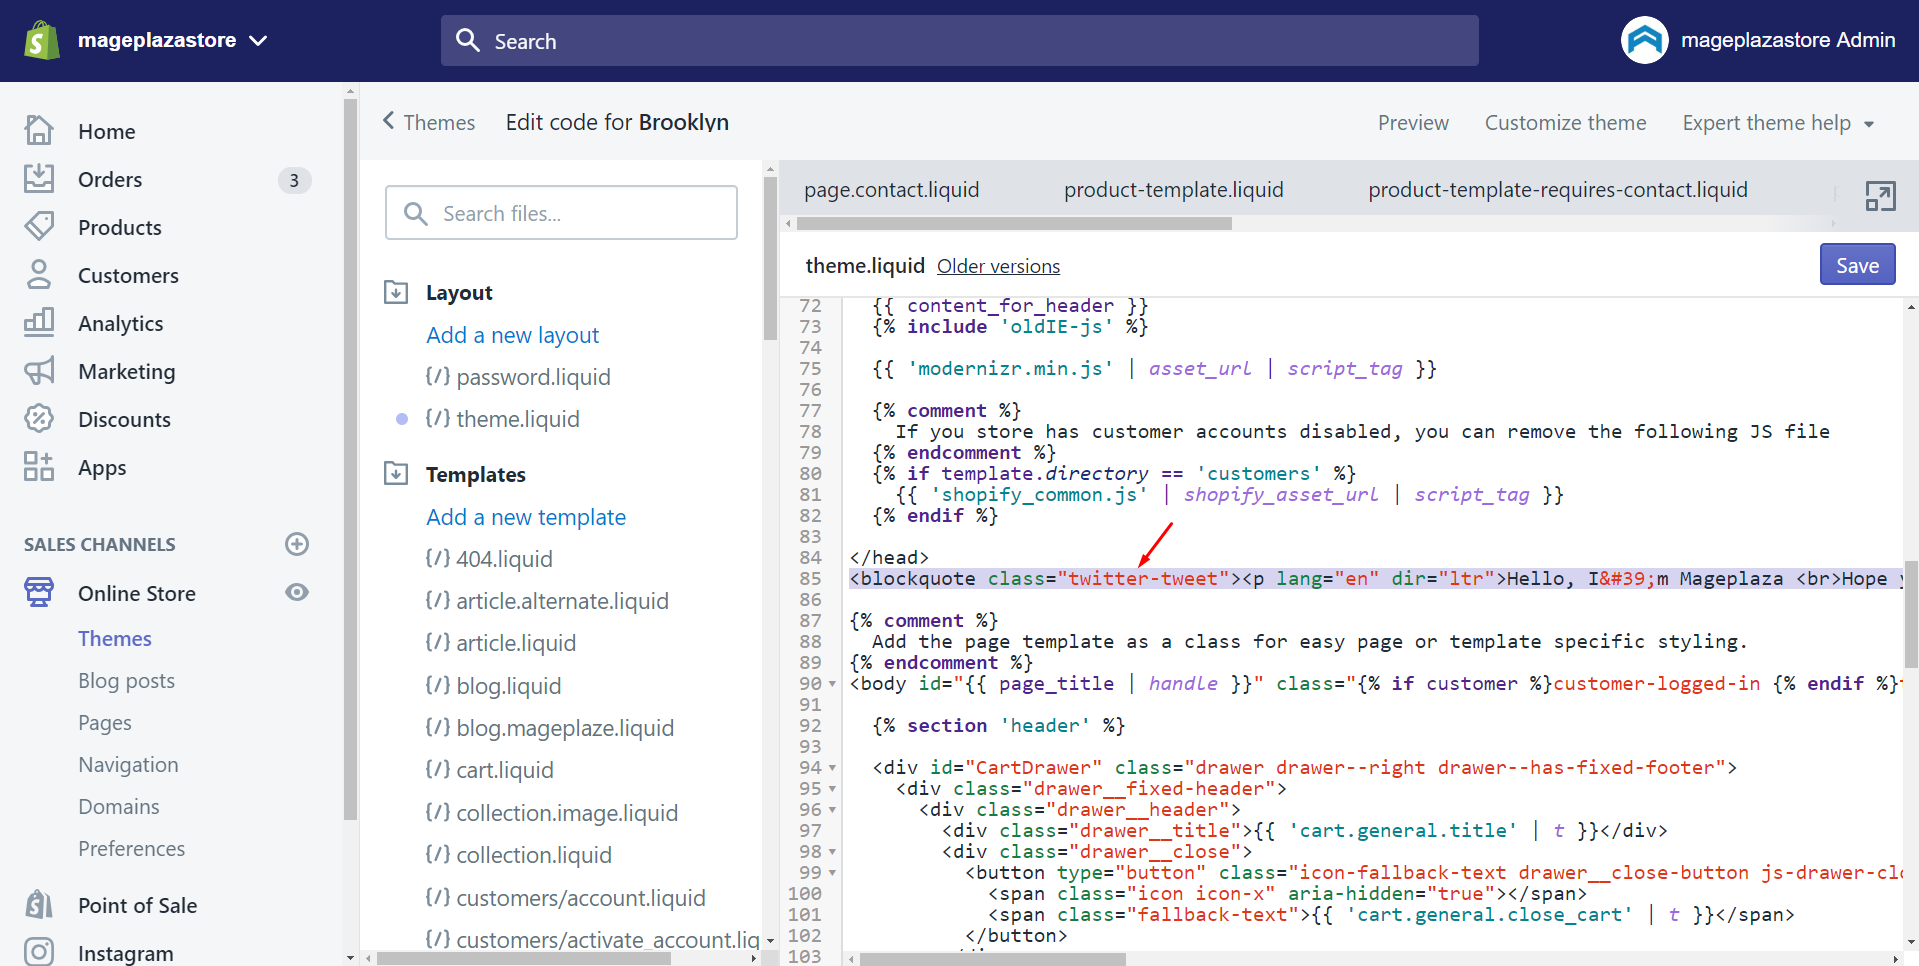 mageplazastore
Search
mageplazastore Admin
Home
Orders
3
Products
Customers
Analytics
Marketing
Discounts
Apps
SALES CHANNELS
Online Store
Themes
Blog posts
Pages
Navigation
Domains
Preferences
Point of Sale
Instagram
Themes
Edit code for Brooklyn
Preview
Customize theme
Expert theme help
Search files...
Layout
Add a new layout
{/} password.liquid
{/} theme.liquid
Templates
Add a new template
{/} 404.liquid
{/} article.alternate.liquid
{/} article.liquid
{/} blog.liquid
{/} blog.mageplaze.liquid
{/} cart.liquid
{/} collection.image.liquid
{/} collection.liquid
{/} customers/account.liquid
{/} customers/activate_account.liq
page.contact.liquid
product-template.liquid
product-template-requires-contact.liquid
theme.liquid Older versions
Save
72 {{ content_for_header }}
73 {% include 'oldIE-js' %}
74
75 {{ 'modernizr.min.js' | asset_url | script_tag }}
76
77 {% comment %}
78 If you store has customer accounts disabled, you can remove the following JS file
79 {% endcomment %}
80 {% if template.directory == 'customers' %}
81 {{ 'shopify_common.js' | shopify_asset_url | script_tag }}
82 {% endif %}
83
84 </head>
85 <blockquote class="twitter-tweet"><p lang="en" dir="ltr">Hello, I&#39;m Mageplaza <br>Hope
86
87 {% comment %}
88 Add the page template as a class for easy page or template specific styling.
89 {% endcomment %}
90 <body id="{{ page_title | handle }}" class="{% if customer %}customer-logged-in {% endif %}
91
92 {% section 'header' %}
93
94 <div id="CartDrawer" class="drawer drawer--right drawer--has-fixed-footer">
95 <div class="drawer__fixed-header">
96 <div class="drawer__header">
97 <div class="drawer__title">{{ 'cart.general.title' | t }}</div>
98 <div class="drawer__close">
99 <button type="button" class="icon-fallback-text drawer__close-button js-drawer-clo
100 <span class="icon icon-x" aria-hidden="true"></span>
101 <span class="fallback-text">{{ 'cart.general.close_cart' | t }}</span>
102 </button>
103